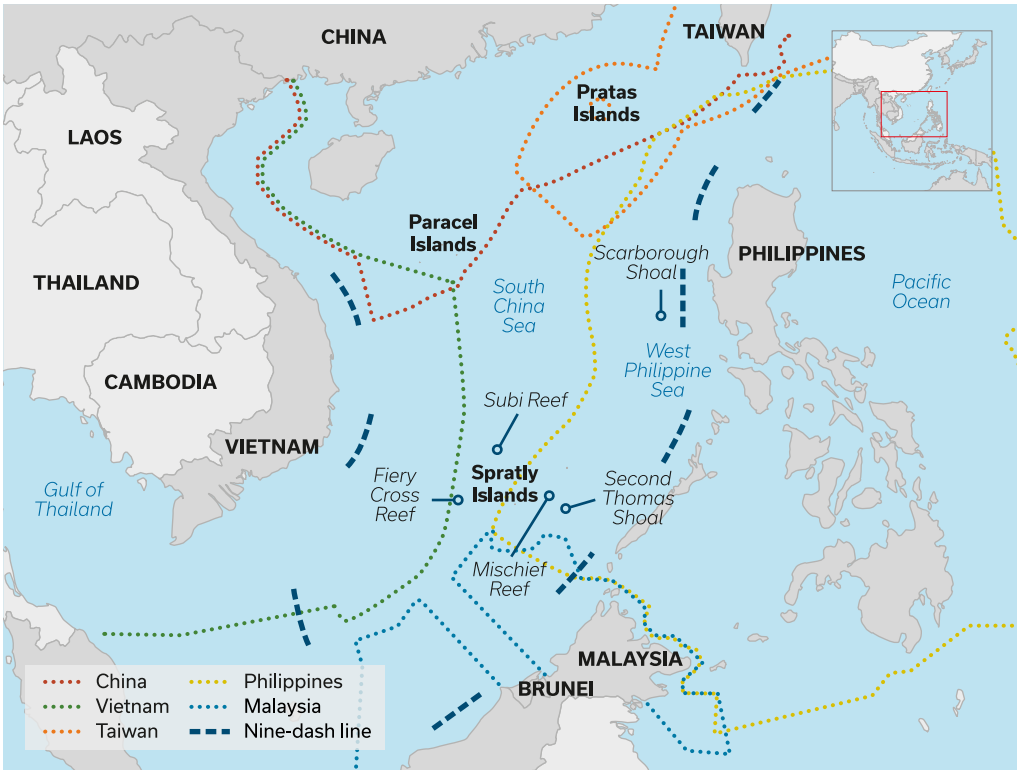 CHINA
TAIWAN
Pratas
Islands
LAOS
Paracel
Islands
THAILAND
Scarborough
Shoal
PHILIPPINES
South
China
Sea
Pacific
Ocean
West
Philippine
Sea
CAMBODIA
Subi Reef
VIETNAM
Gulf of
Thailand
Fiery
Cross
Reef
Spratly
Islands
Second
Thomas
Shoal
Mischief
Reef
MALAYSIA
BRUNEI
China
Vietnam
Taiwan
Philippines
Malaysia
Nine-dash line